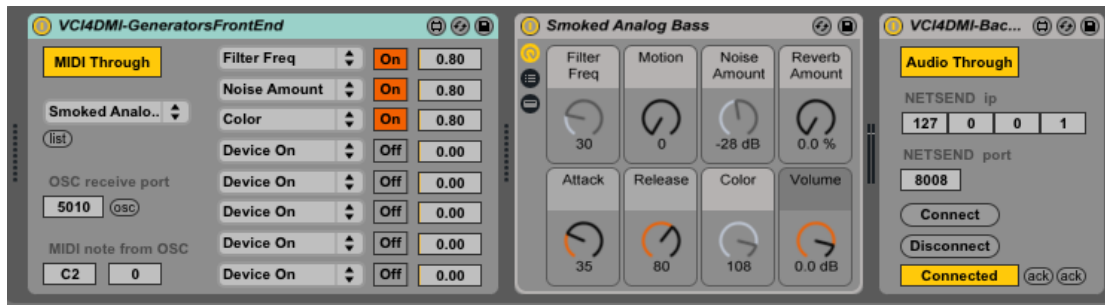 VCI4DMI-GeneratorsFrontEnd
MIDI Through
Smoked Analo..
list
OSC receive port
5010 osc
MIDI note from OSC
C2 0
Filter Freq On 0.80
Noise Amount On 0.80
Color On 0.80
Device On Off 0.00
Device On Off 0.00
Device On Off 0.00
Device On Off 0.00
Device On Off 0.00
Smoked Analog Bass
Filter Motion Noise Reverb
Freq Amount Amount
30 0 -28 dB 0.0 %
Attack Release Color Volume
35 80 108 0.0 dB
VCI4DMI-Bac...
Audio Through
NETSEND ip
127 0 0 1
NETSEND port
8008
Connect
Disconnect
Connected ack ack